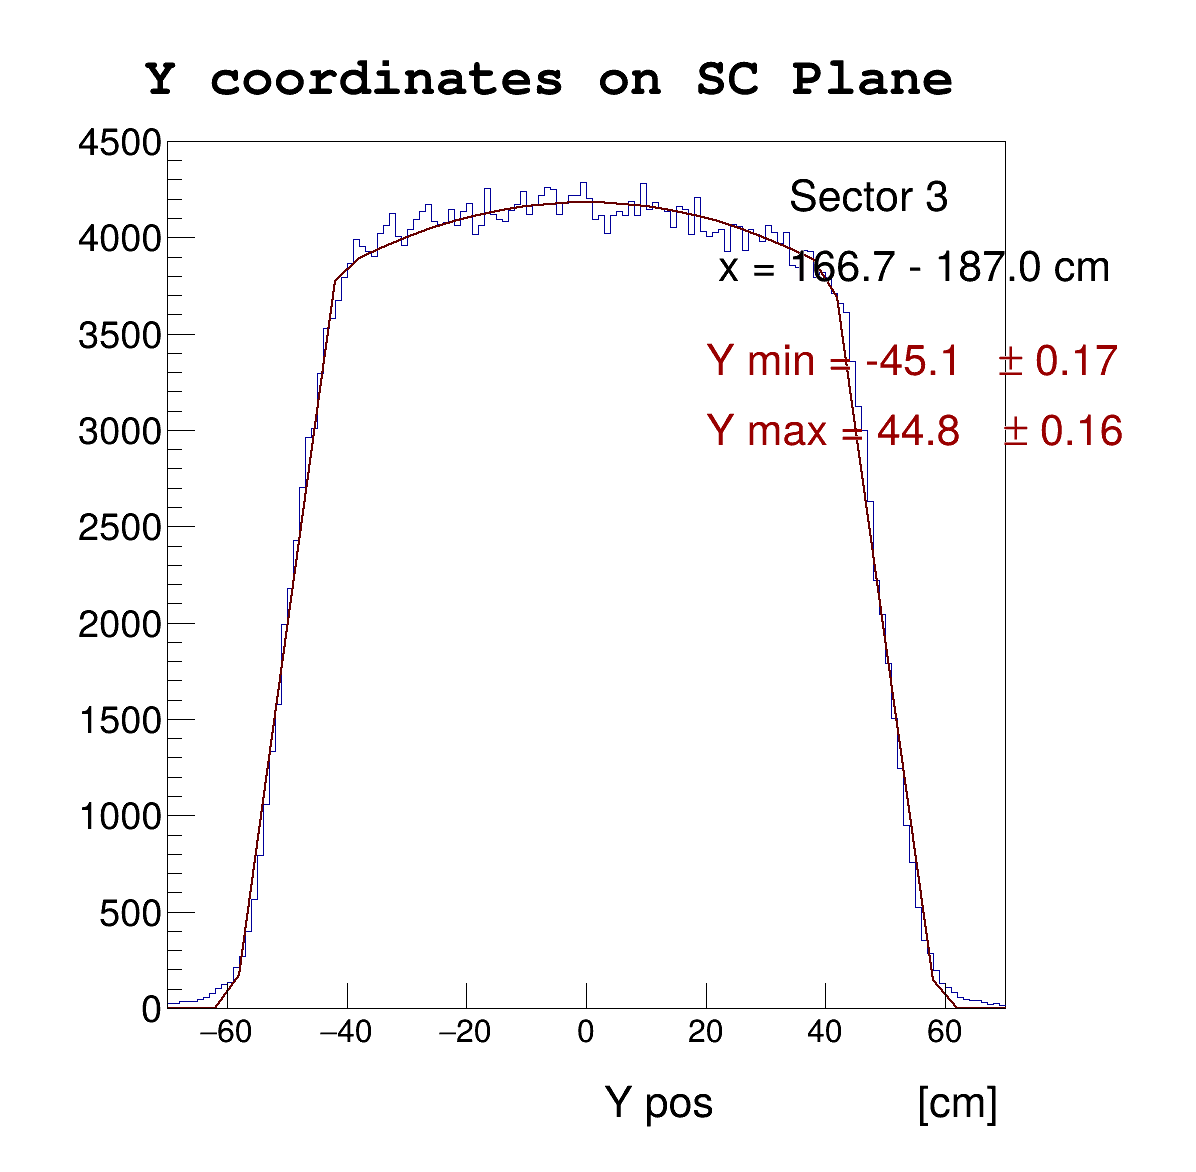 Y coordinates on SC Plane
4500
Sector 3
4000
x = 166.7 - 187.0 cm
3500
Y min = -45.1 ± 0.17
3000
Y max = 44.8 ± 0.16
2500
2000
1500
1000
500
0
−60 −40 −20 0 20 40 60
Y pos [cm]